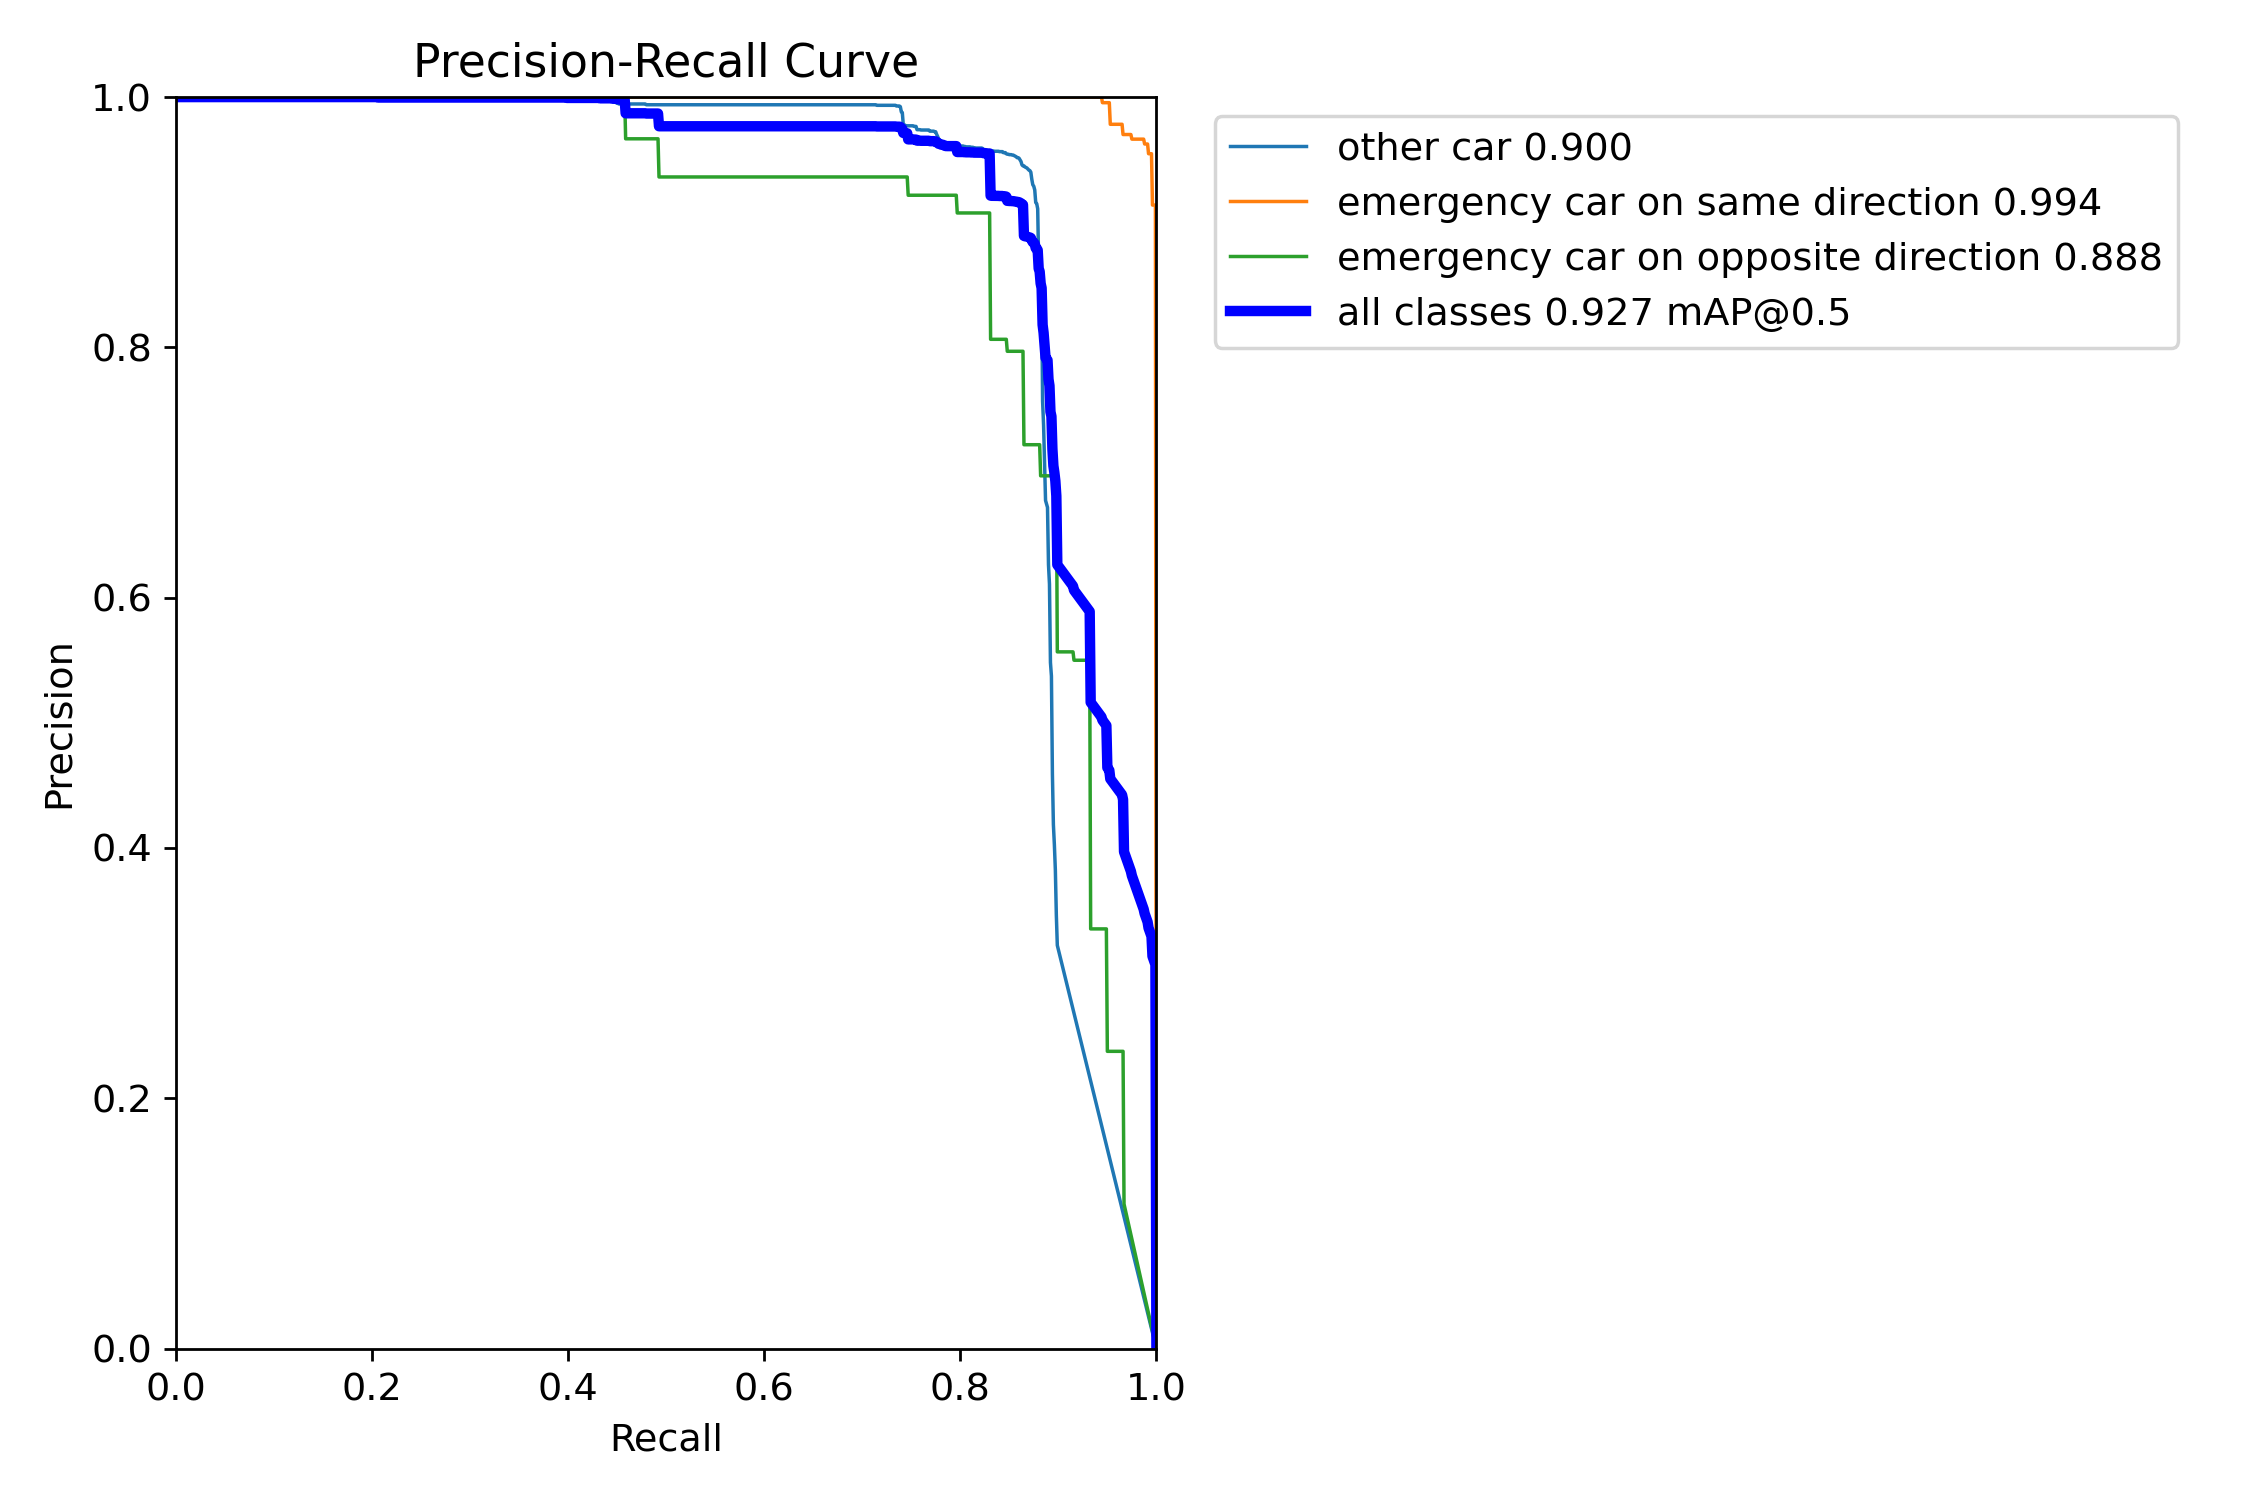 Precision-Recall Curve
1.0
0.8
0.6
0.4
0.2
0.0
Precision
0.0 0.2 0.4 0.6 0.8 1.0
Recall
other car 0.900
emergency car on same direction 0.994
emergency car on opposite direction 0.888
all classes 0.927 mAP@0.5